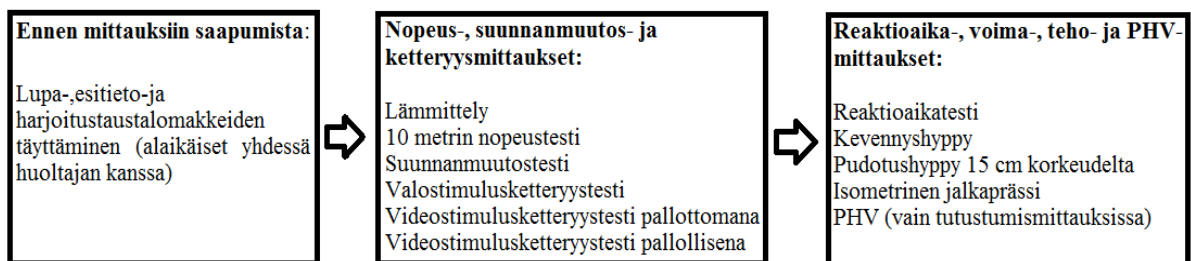 Ennen mittauksiin saapumista:
Lupa-,esitieto-ja
harjoitustaustalomakkeiden
täyttäminen (alaikäiset yhdessä
huoltajan kanssa)
Nopeus-, suunnanmuutos- ja
ketteryysmittaukset:
Lämmittely
10 metrin nopeustesti
Suunnanmuutostesti
Valostimulusketteryystesti
Videostimulusketteryystesti pallottomana
Videostimulusketteryystesti pallollisena
Reaktioaika-, voima-, teho- ja PHV-
mittaukset:
Reaktioaikatesti
Kevennyshyppy
Pudotushyppy 15 cm korkeudelta
Isometrinen jalkaprässi
PHV (vain tutustumismittauksissa)